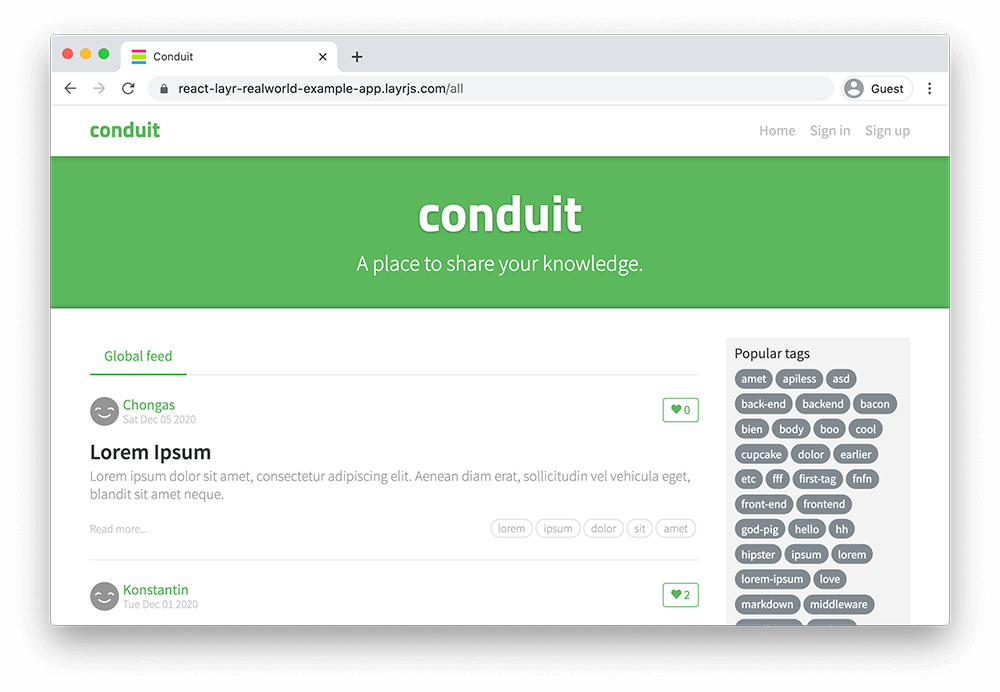 Conduit
react-layr-realworld-example-app.layrjs.com/all
Guest
conduit
Home Sign in Sign up
conduit
A place to share your knowledge.
Global feed
Chongas
Sat Dec 05 2020
0
Lorem Ipsum
Lorem ipsum dolor sit amet, consectetur adipiscing elit. Aenean diam erat, sollicitudin vel vehicula eget,
blandit sit amet neque.
Read more...
lorem ipsum dolor sit amet
Konstantin
Tue Dec 01 2020
2
Popular tags
amet apiless asd
back-end backend bacon
bien body boo cool
cupcake dolor earlier
etc fff first-tag fnfn
front-end frontend
god-pig hello hh
hipster ipsum lorem
lorem-ipsum love
markdown middleware